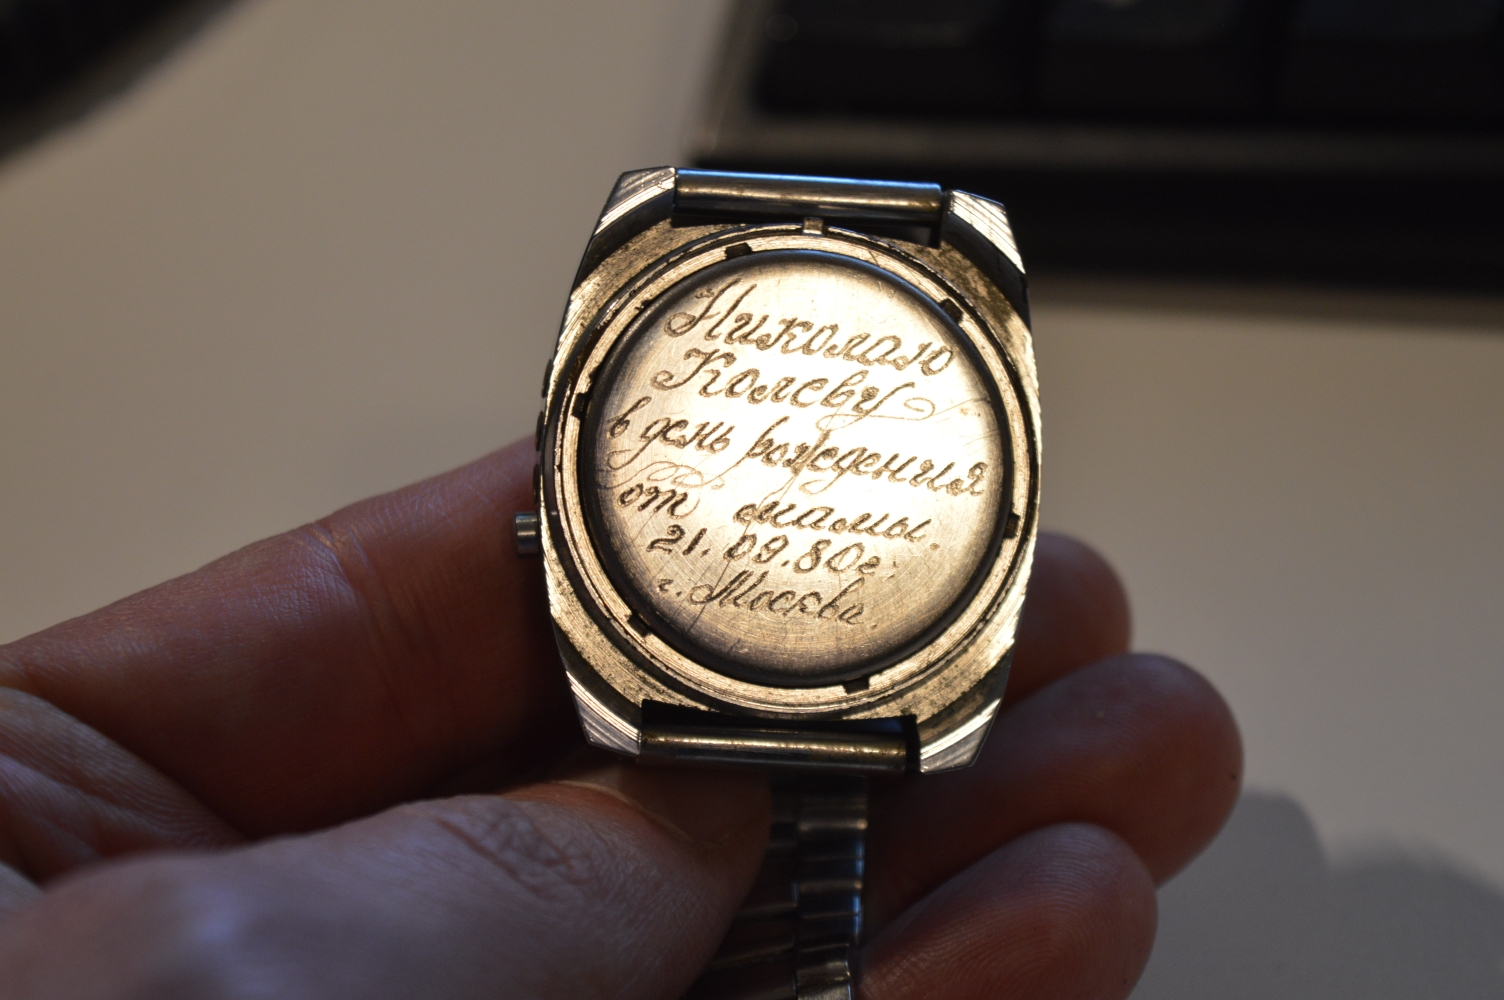 Николаю
Колеву
в день рождения
от мамы.
21.09.80г.
г. Москва.